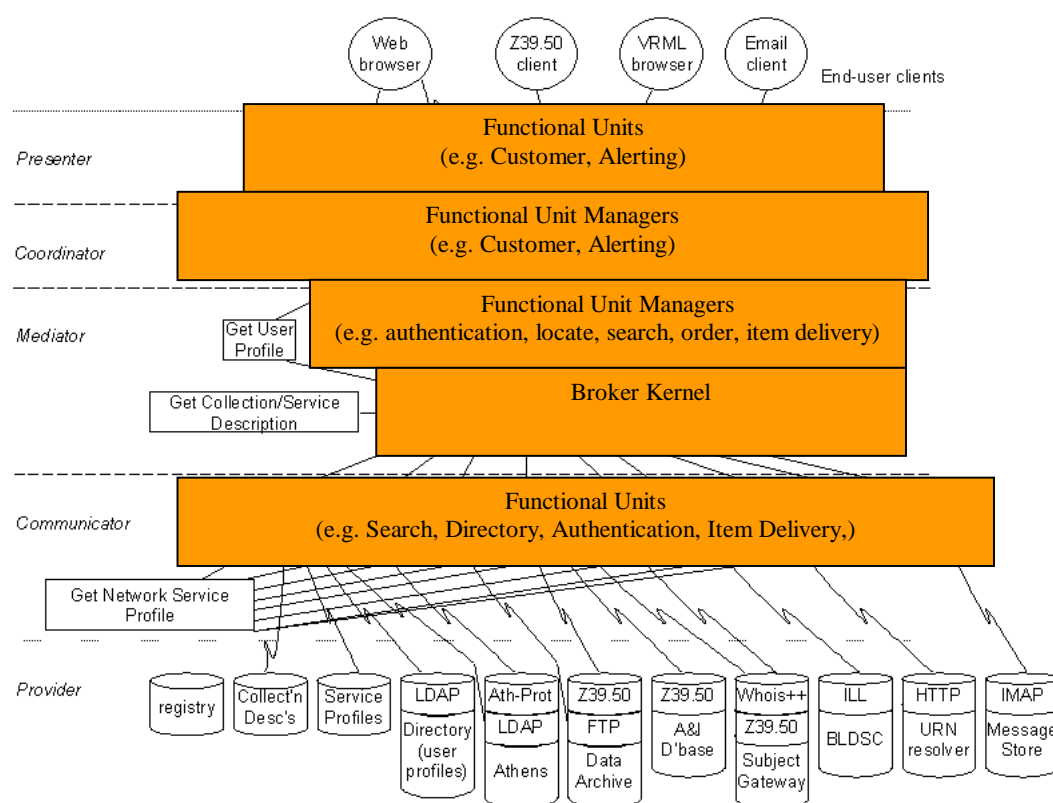 Web
browser
Z39.50
client
VRML
browser
Email
client
End-user clients
Presenter
Functional Units
(e.g. Customer, Alerting)
Coordinator
Functional Unit Managers
(e.g. Customer, Alerting)
Mediator
Functional Unit Managers
(e.g. authentication, locate, search, order, item delivery)
Get User
Profile
Broker Kernel
Get Collection/Service
Description
Communicator
Functional Units
(e.g. Search, Directory, Authentication, Item Delivery,)
Get Network Service
Profile
Provider
registry
Collect'n
Desc's
Service
Profiles
LDAP
Directory
(user
profiles)
Ath-Prot
LDAP
Athens
Z39.50
FTP
Data
Archive
Z39.50
A&I
D'base
Whois++
Z39.50
Subject
Gateway
ILL
BLDSC
HTTP
URN
resolver
IMAP
Message
Store